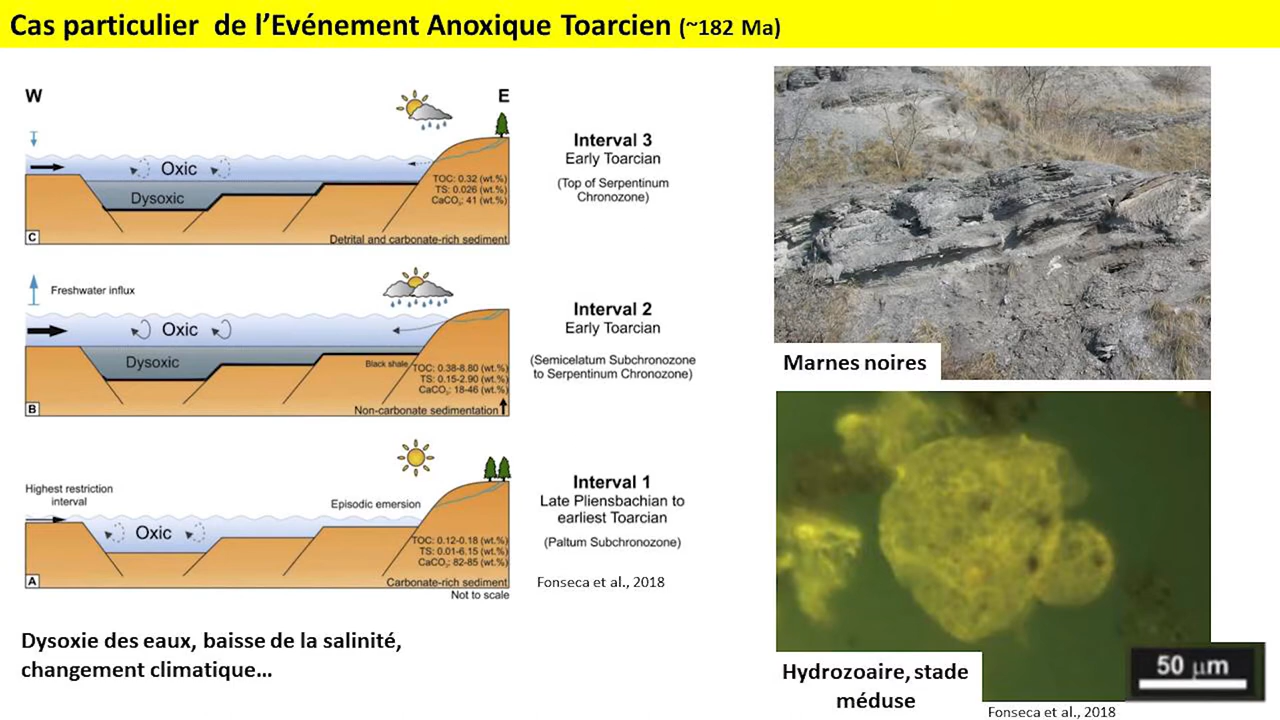 Cas particulier  de l’Evénement Anoxique Toarcien (~182 Ma)
W
E
Oxic
Dysoxic
TOC: 0.32 (wt.%)
TS: 0.026 (wt.%)
CaCO₃: 41 (wt.%)
C
Detrital and carbonate-rich sediment
Interval 3
Early Toarcian
(Top of Serpentinum
Chronozone)
Freshwater influx
Oxic
Dysoxic
Black shale
TOC: 0.38-8.80 (wt.%)
TS: 0.15-2.90 (wt.%)
CaCO₃: 18-46 (wt.%)
B
Non-carbonate sedimentation
Interval 2
Early Toarcian
(Semicelatum Subchronozone
to Serpentinum Chronozone)
Highest restriction
interval
Episodic emersion
Oxic
TOC: 0.12-0.18 (wt.%)
TS: 0.01-6.15 (wt.%)
CaCO₃: 82-85 (wt.%)
A
Carbonate-rich sediment
Not to scale
Interval 1
Late Pliensbachian to
earliest Toarcian
(Paltum Subchronozone)
Fonseca et al., 2018
Dysoxie des eaux, baisse de la salinité,
changement climatique…
Marnes noires
Hydrozoaire, stade
méduse
50 µm
Fonseca et al., 2018